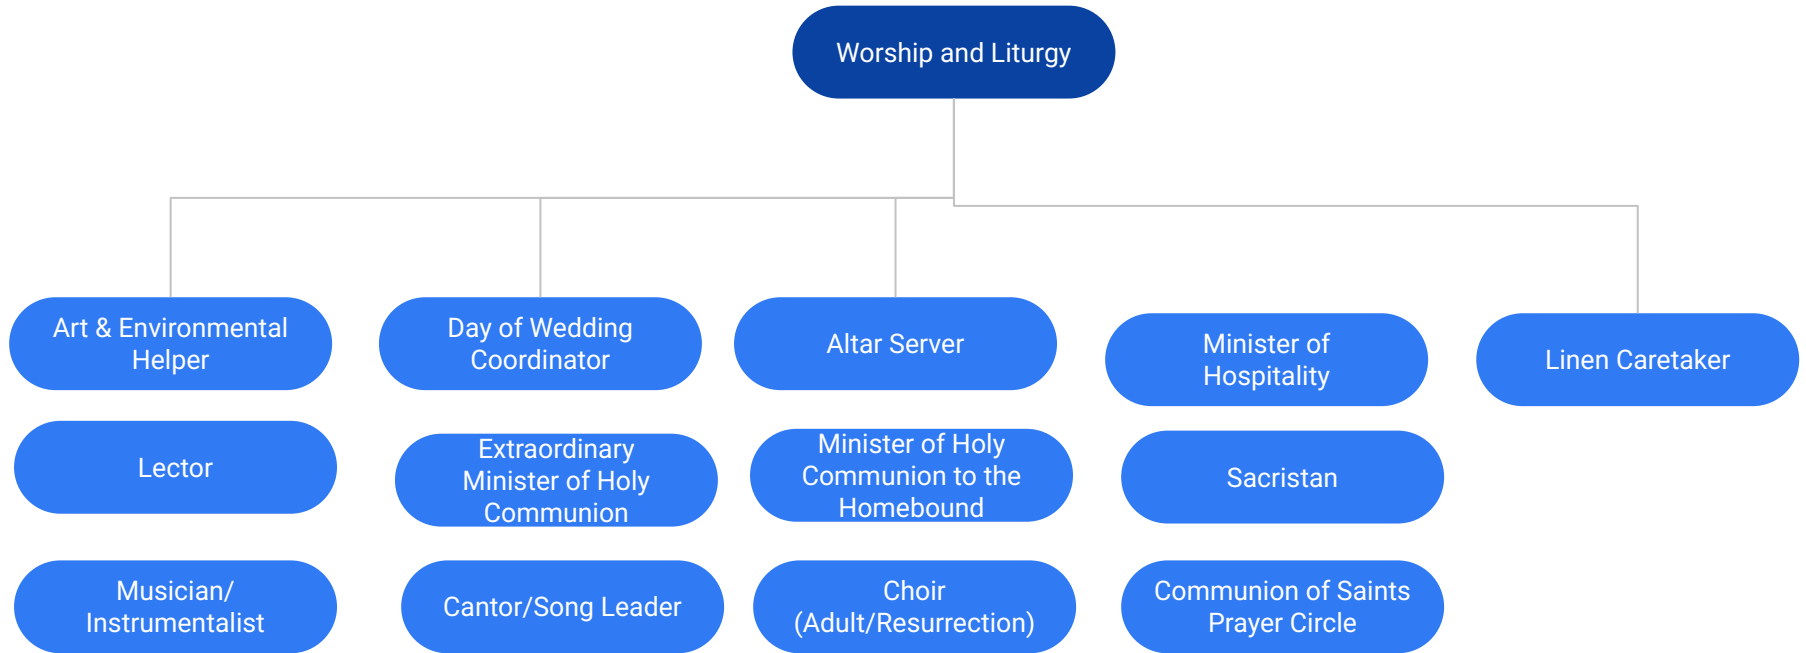 Worship and Liturgy
Art & Environmental
Helper
Day of Wedding
Coordinator
Altar Server
Minister of
Hospitality
Linen Caretaker
Lector
Extraordinary
Minister of Holy
Communion
Minister of Holy
Communion to the
Homebound
Sacristan
Musician/
Instrumentalist
Cantor/Song Leader
Choir
(Adult/Resurrection)
Communion of Saints
Prayer Circle